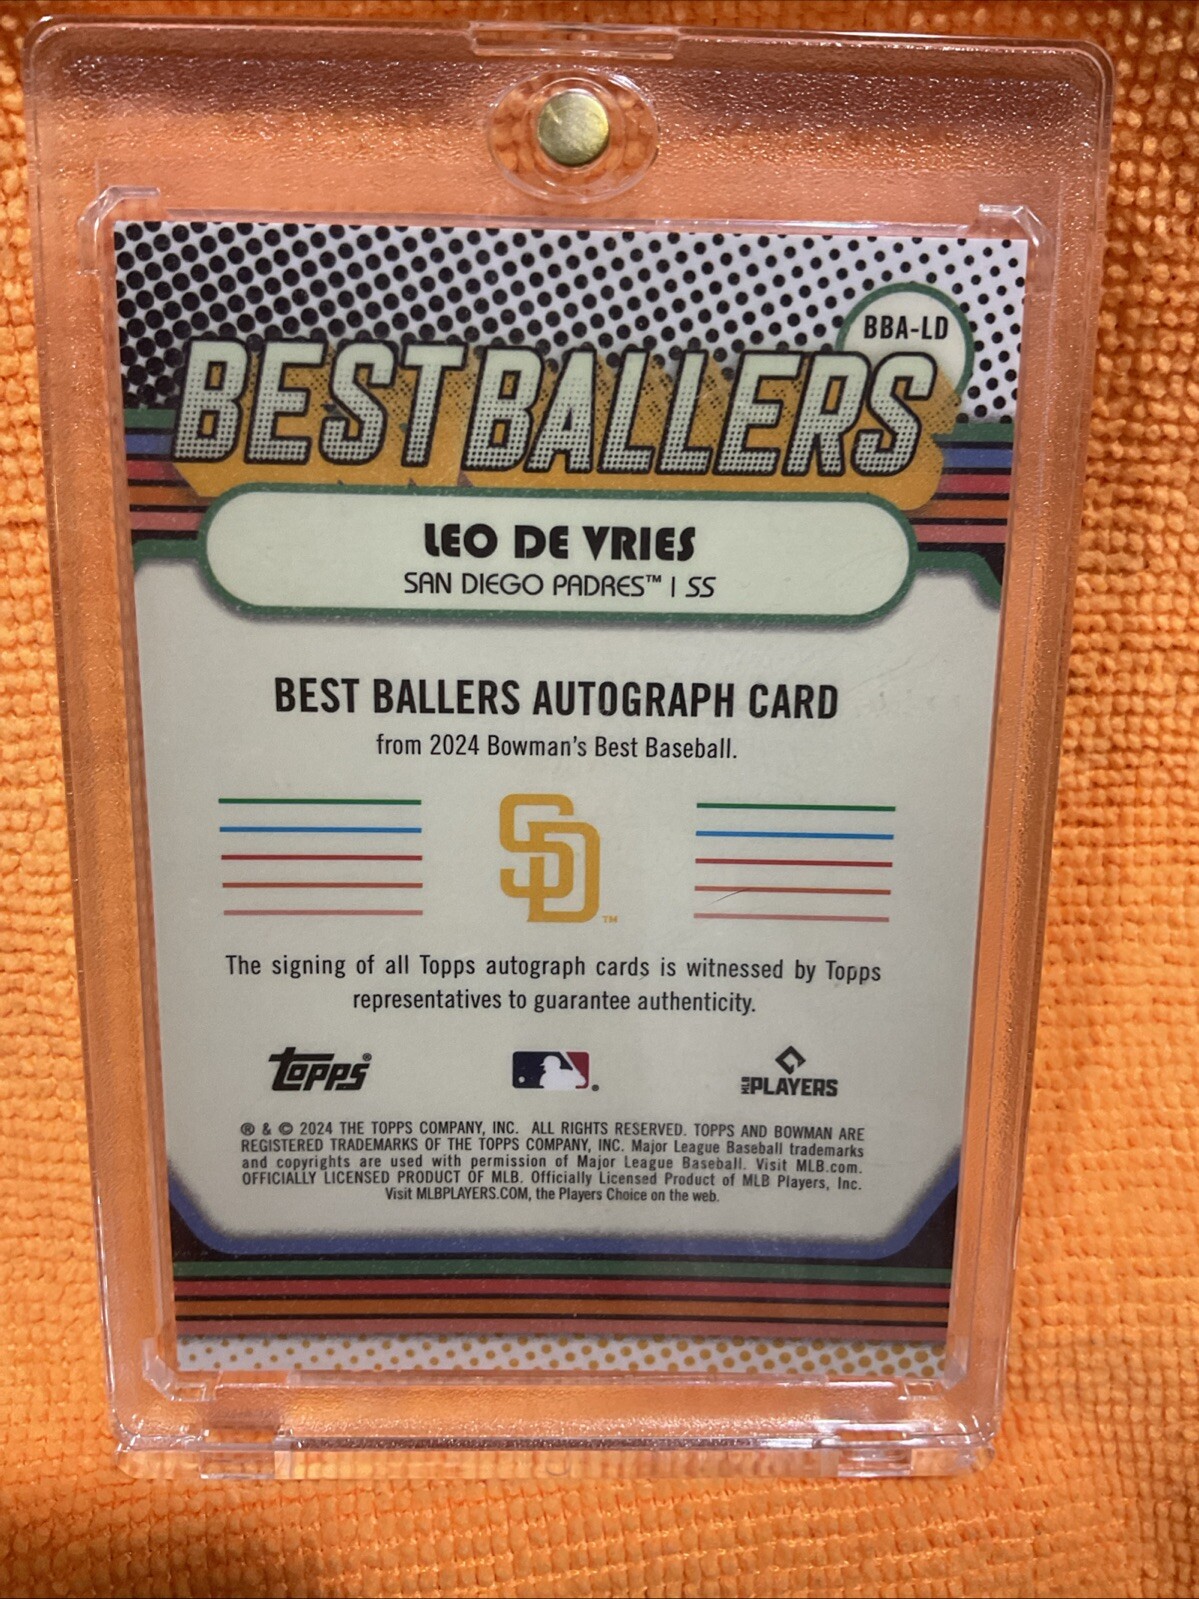 BBA-LD
BEST BALLERS
LEO DE VRIES
SAN DIEGO PADRES™ | SS
BEST BALLERS AUTOGRAPH CARD
from 2024 Bowman's Best Baseball.
SD™
The signing of all Topps autograph cards is witnessed by Topps
representatives to guarantee authenticity.
topps® MLB PLAYERS
® & © 2024 THE TOPPS COMPANY, INC. ALL RIGHTS RESERVED. TOPPS AND BOWMAN ARE
REGISTERED TRADEMARKS OF THE TOPPS COMPANY, INC. Major League Baseball trademarks
and copyrights are used with permission of Major League Baseball. Visit MLB.com.
OFFICIALLY LICENSED PRODUCT OF MLB. Officially Licensed Product of MLB Players, Inc.
Visit MLBPLAYERS.COM, the Players Choice on the web.